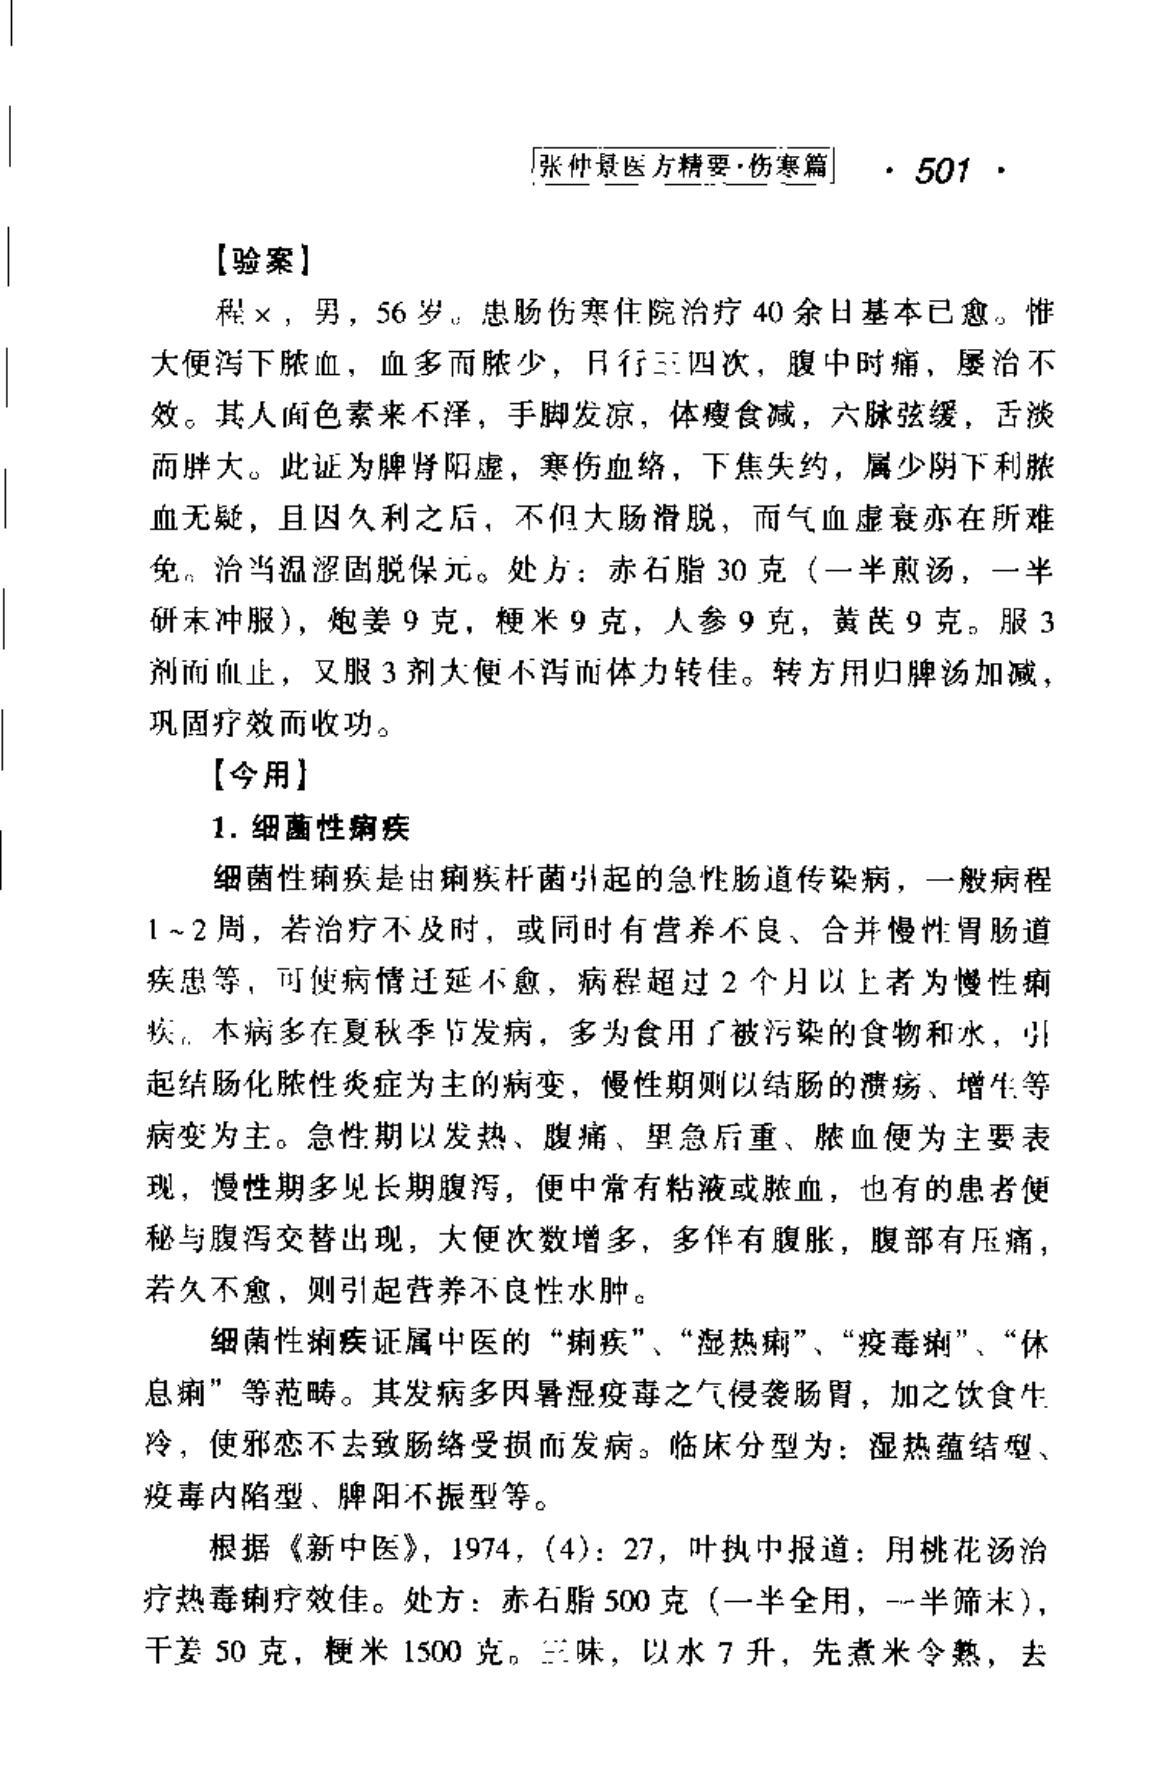 张仲景医方精要·伤寒篇 · 501 ·
【验案】
程×，男，56岁。患肠伤寒住院治疗40余日基本已愈。惟
大便泻下脓血，血多而脓少，日行三四次，腹中时痛，屡治不
效。其人面色素来不泽，手脚发凉，体瘦食减，六脉弦缓，舌淡
而胖大。此证为脾肾阳虚，寒伤血络，下焦失约，属少阴下利脓
血无疑，且因久利之后，不但大肠滑脱，而气血虚衰亦在所难
免。治当温涩固脱保元。处方：赤石脂30克（一半煎汤，一半
研末冲服），炮姜9克，粳米9克，人参9克，黄芪9克。服3
剂而血止，又服3剂大便不泻而体力转佳。转方用归脾汤加减，
巩固疗效而收功。
【今用】
1. 细菌性痢疾
细菌性痢疾是由痢疾杆菌引起的急性肠道传染病，一般病程
1~2周，若治疗不及时，或同时有营养不良、合并慢性胃肠道
疾患等，可使病情迁延不愈，病程超过2个月以上者为慢性痢
疾。本病多在夏秋季节发病，多为食用了被污染的食物和水，引
起结肠化脓性炎症为主的病变，慢性期则以结肠的溃疡、增生等
病变为主。急性期以发热、腹痛、里急后重、脓血便为主要表
现，慢性期多见长期腹泻，便中常有粘液或脓血，也有的患者便
秘与腹泻交替出现，大便次数增多，多伴有腹胀，腹部有压痛，
若久不愈，则引起营养不良性水肿。
细菌性痢疾证属中医的“痢疾”、“湿热痢”、“疫毒痢”、“休
息痢”等范畴。其发病多因暑湿疫毒之气侵袭肠胃，加之饮食生
冷，使邪恋不去致肠络受损而发病。临床分型为：湿热蕴结型、
疫毒内陷型、脾阳不振型等。
根据《新中医》，1974，（4）：27，叶执中报道：用桃花汤治
疗热毒痢疗效佳。处方：赤石脂500克（一半全用，一半筛末），
干姜50克，粳米1500克。三味，以水7升，先煮米令熟，去